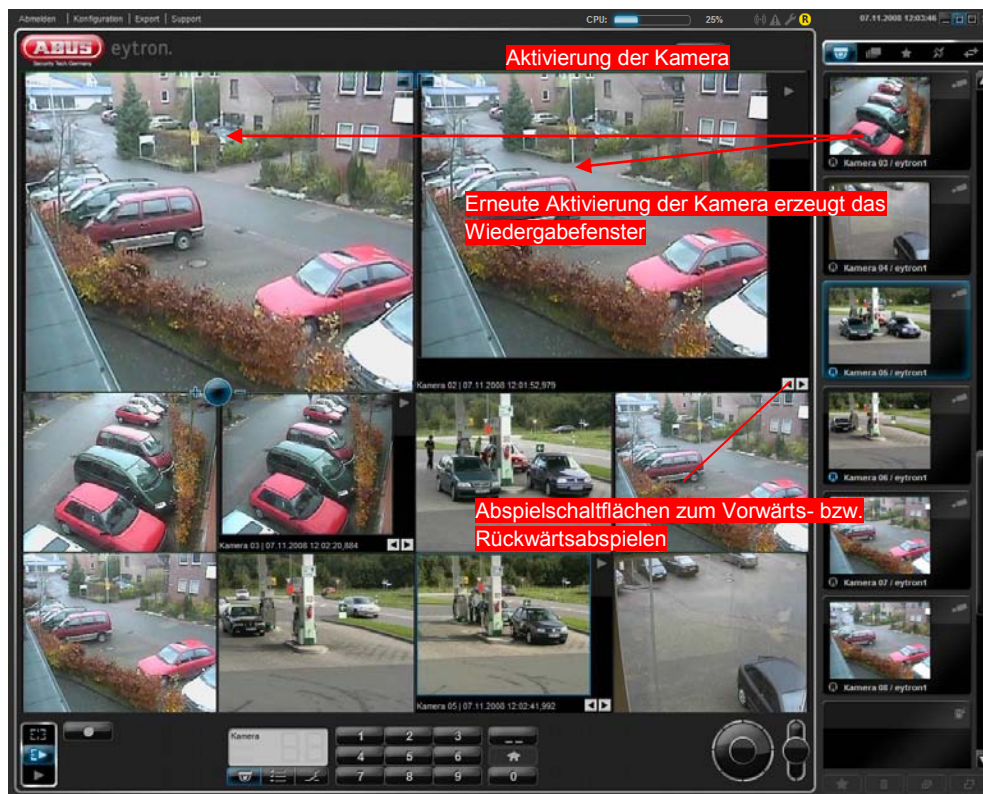 Abmelden | Konfiguration | Export | Support
CPU: 25%
R
07.11.2008 12:03:46
ABUS eytron.
Security Tech Germany
Aktivierung der Kamera
Kamera 03 / eytron1
Erneute Aktivierung der Kamera erzeugt das
Wiedergabefenster
Kamera 04 / eytron1
Kamera 05 / eytron1
Kamera 02 | 07.11.2008 12:01:52,979
+ -
Kamera 06 / eytron1
Abspielschaltflächen zum Vorwärts- bzw.
Rückwärtsabspielen
Kamera 03 | 07.11.2008 12:02:20,884
Kamera 07 / eytron1
Kamera 08 / eytron1
Kamera 05 | 07.11.2008 12:02:41,992
Kamera
1 2 3 --
4 5 6
7 8 9 0